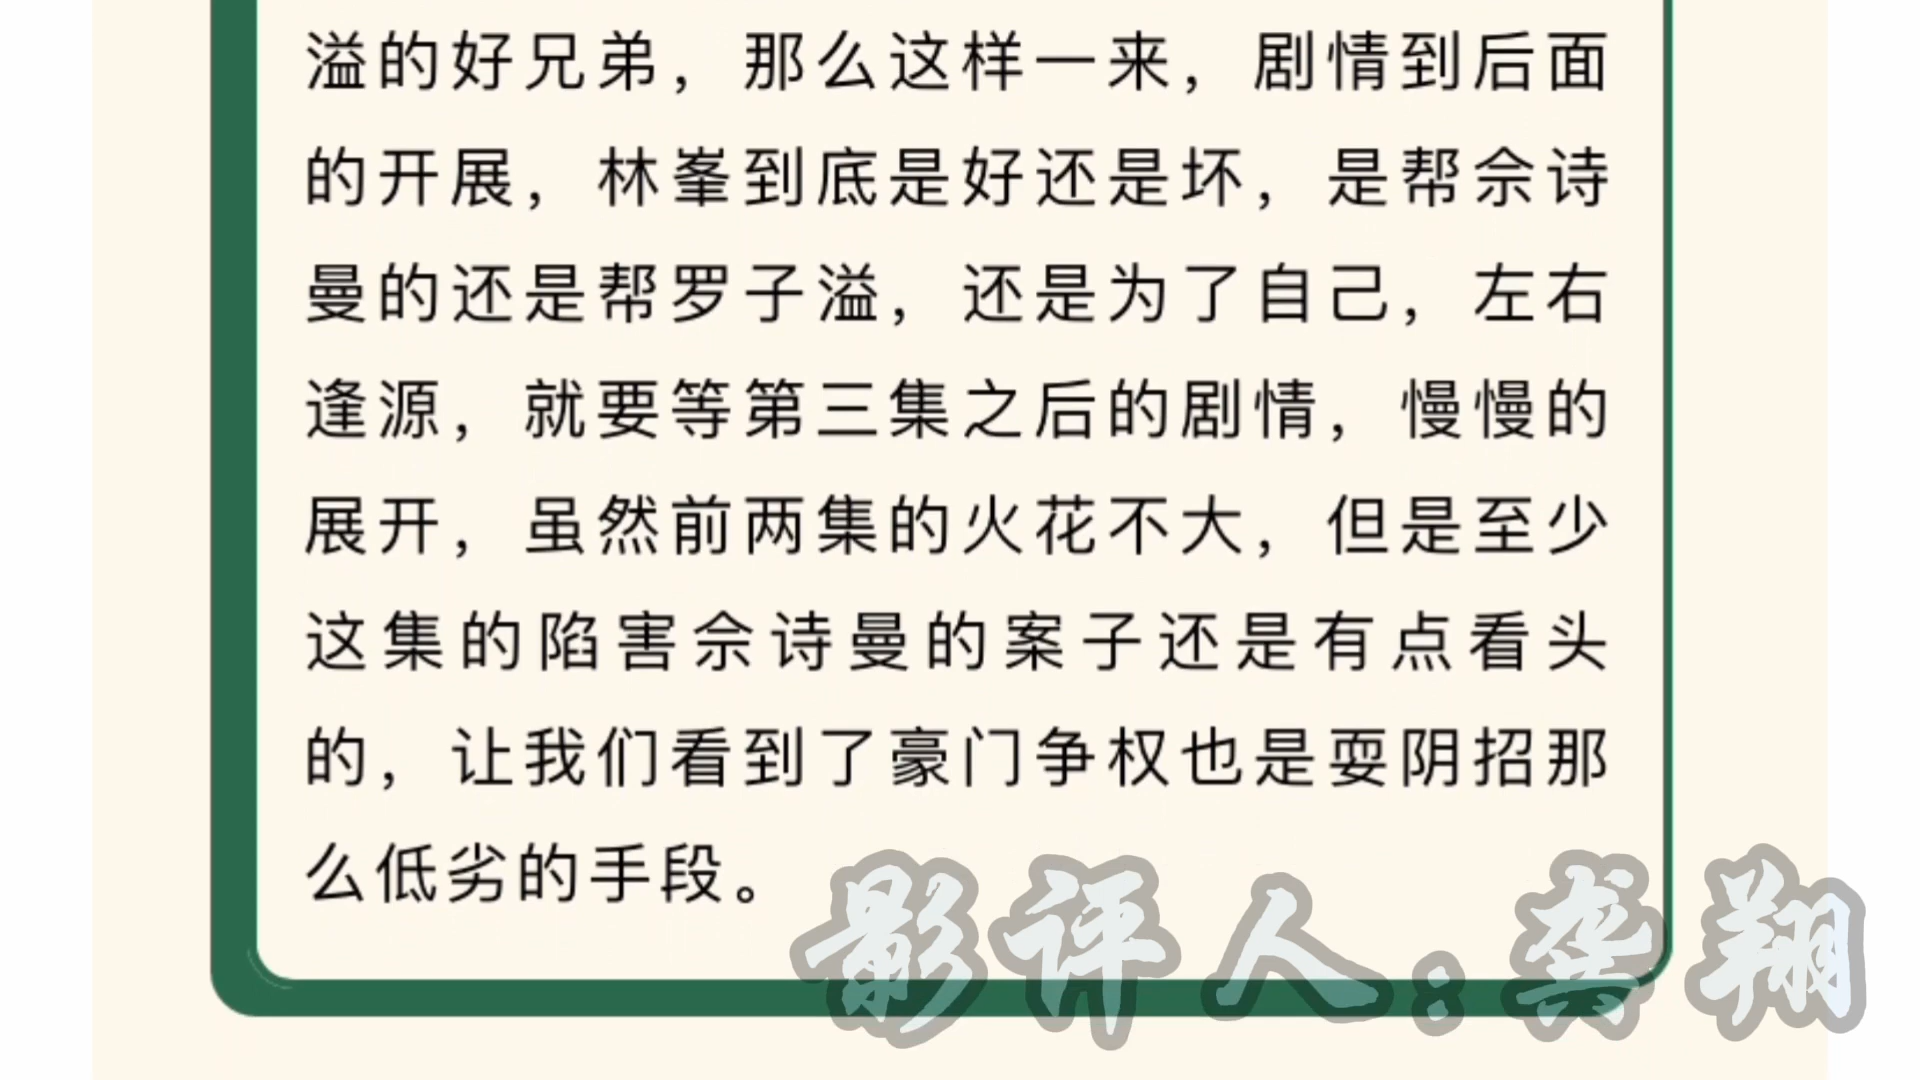 溢的好兄弟，那么这样一来，剧情到后面
的开展，林峯到底是好还是坏，是帮佘诗
曼的还是帮罗子溢，还是为了自己，左右
逢源，就要等第三集之后的剧情，慢慢的
展开，虽然前两集的火花不大，但是至少
这集的陷害佘诗曼的案子还是有点看头
的，让我们看到了豪门争权也是耍阴招那
么低劣的手段。
影评人：龚翔